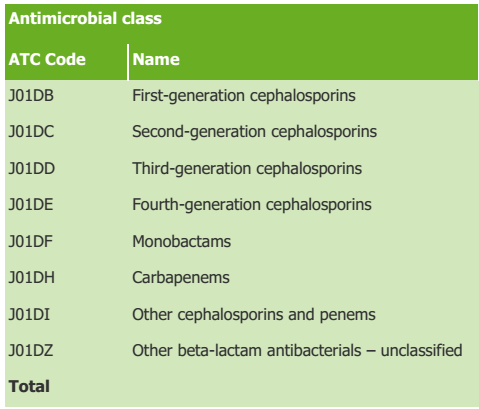 Antimicrobial class
ATC Code Name
J01DB First-generation cephalosporins
J01DC Second-generation cephalosporins
J01DD Third-generation cephalosporins
J01DE Fourth-generation cephalosporins
J01DF Monobactams
J01DH Carbapenems
J01DI Other cephalosporins and penems
J01DZ Other beta-lactam antibacterials – unclassified
Total